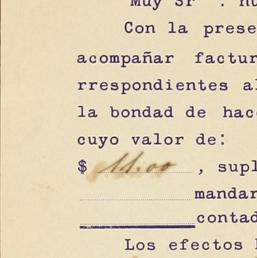 Muy Sr
Con la prese
acompañar factur
rrespondientes al
la bondad de hac
cuyo valor de:
$ 11.00, supl
mandar
contad
Los efectos